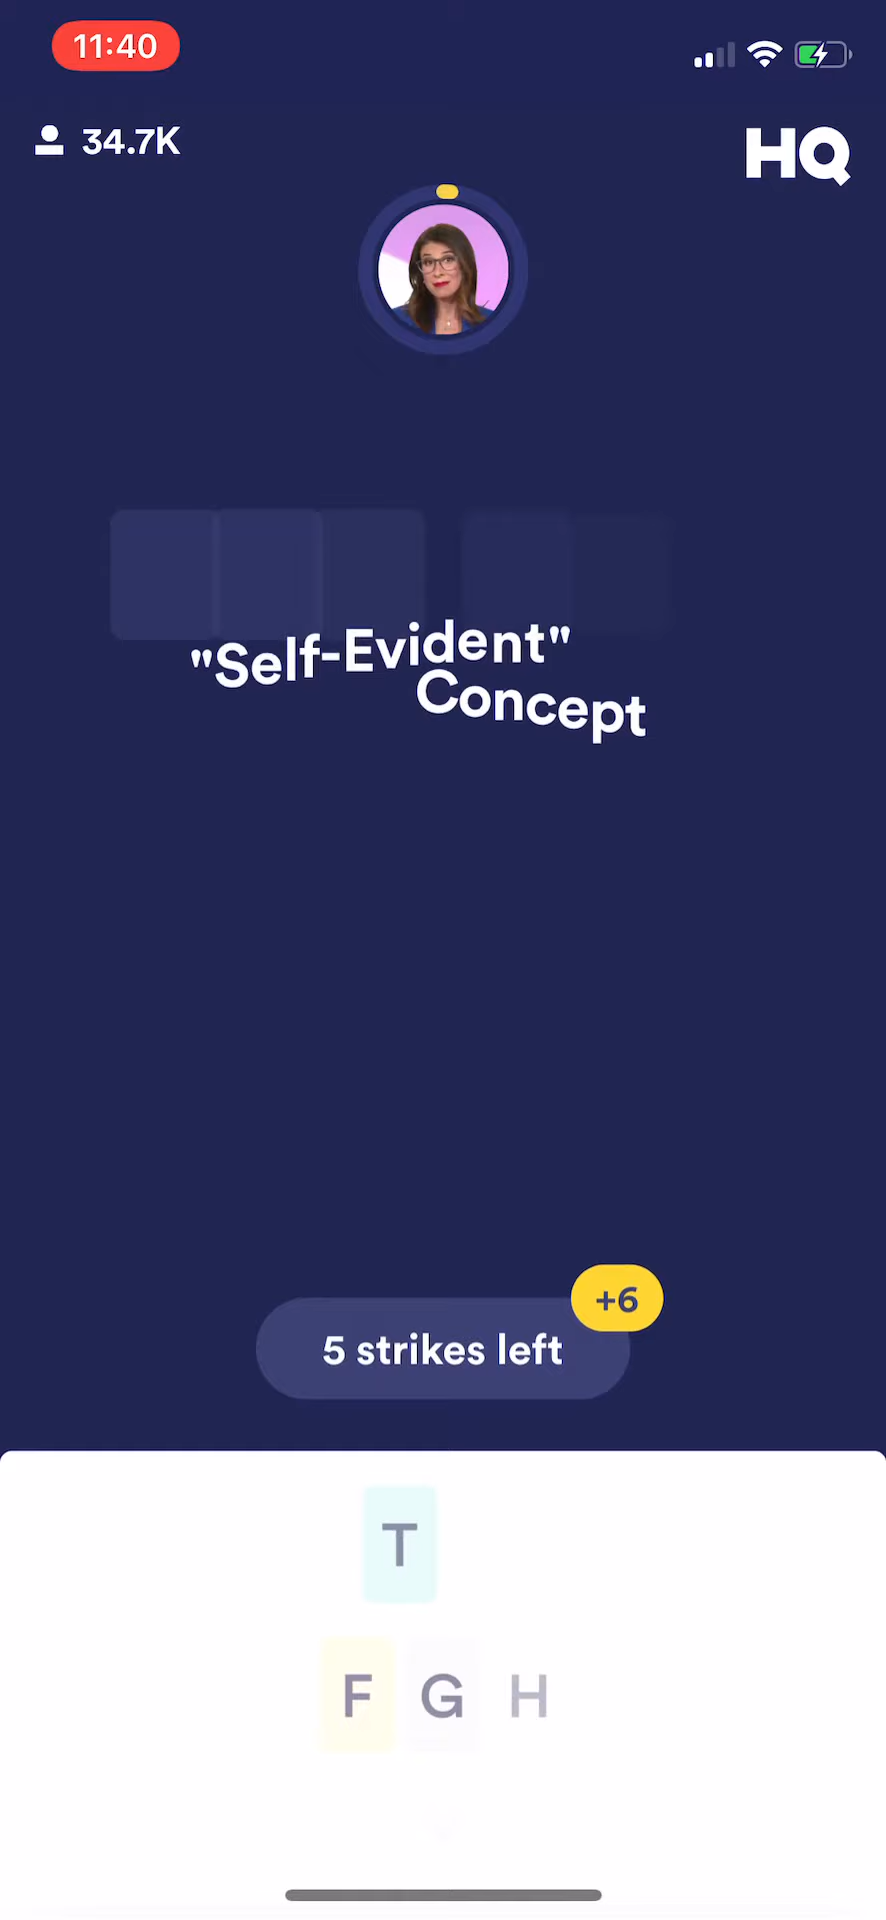 11:40
34.7K
HQ
"Self-Evident"
Concept
+6
5 strikes left
T
F G H